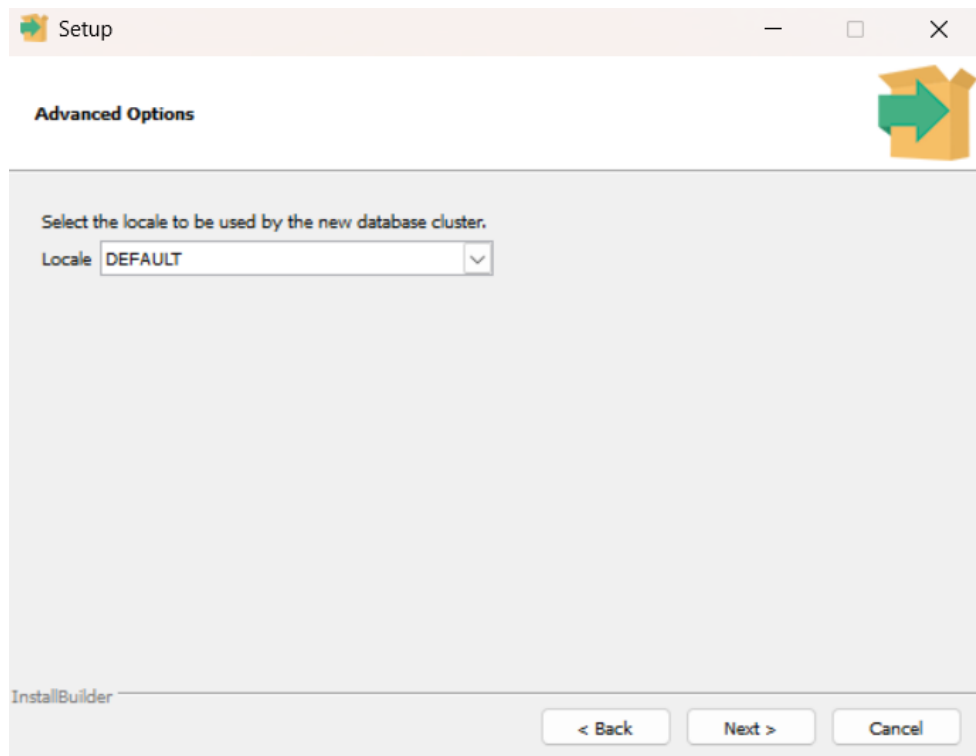 Setup
Advanced Options
Select the locale to be used by the new database cluster.
Locale DEFAULT
InstallBuilder
< Back Next > Cancel